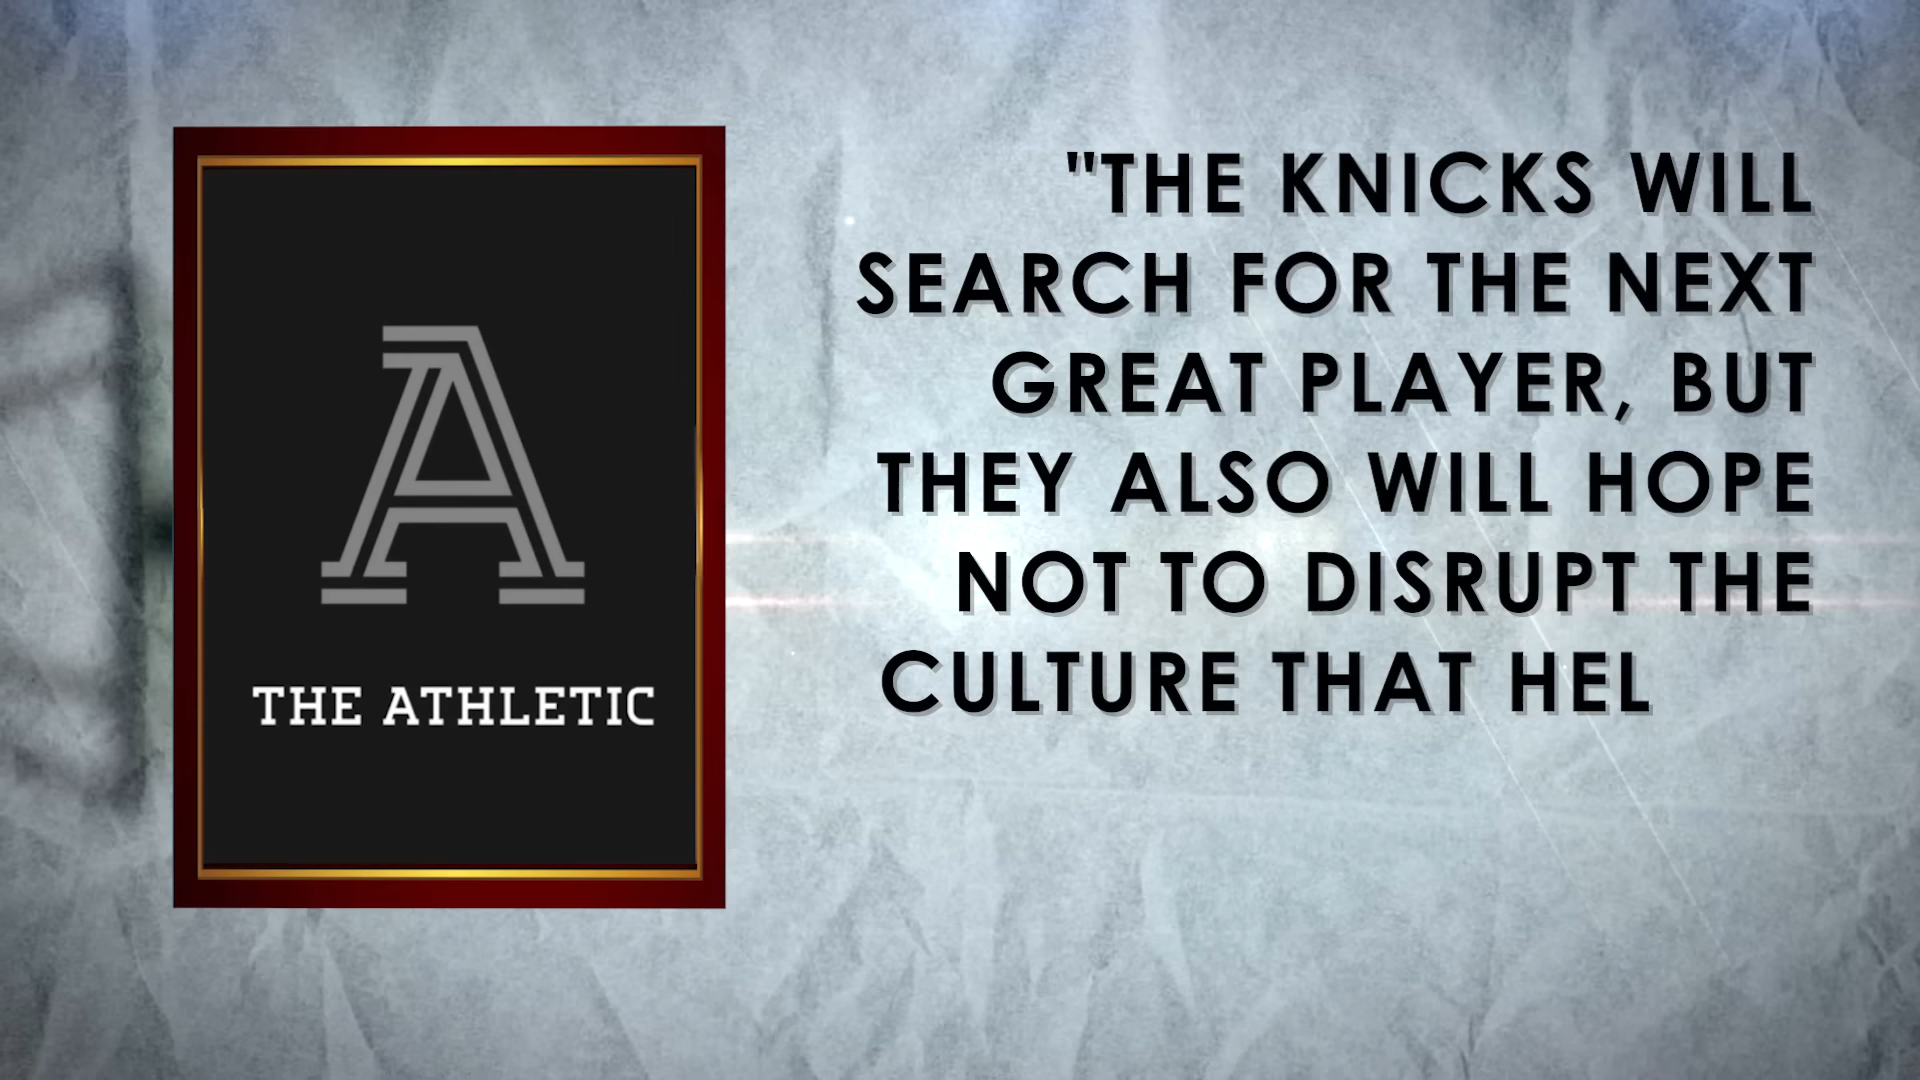 THE ATHLETIC
"THE KNICKS WILL
SEARCH FOR THE NEXT
GREAT PLAYER, BUT
THEY ALSO WILL HOPE
NOT TO DISRUPT THE
CULTURE THAT HEL